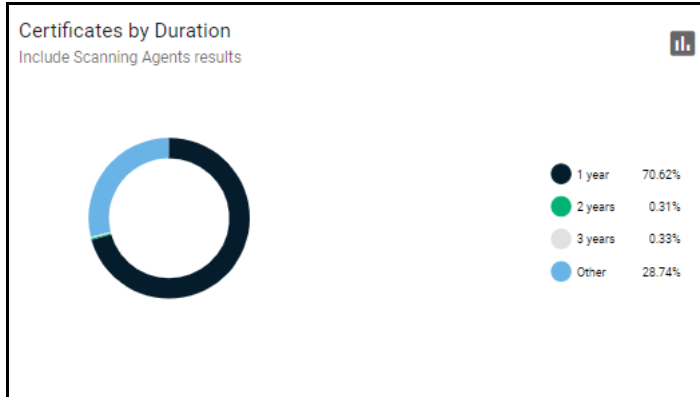 Certificates by Duration
Include Scanning Agents results
1 year 70.62%
2 years 0.31%
3 years 0.33%
Other 28.74%